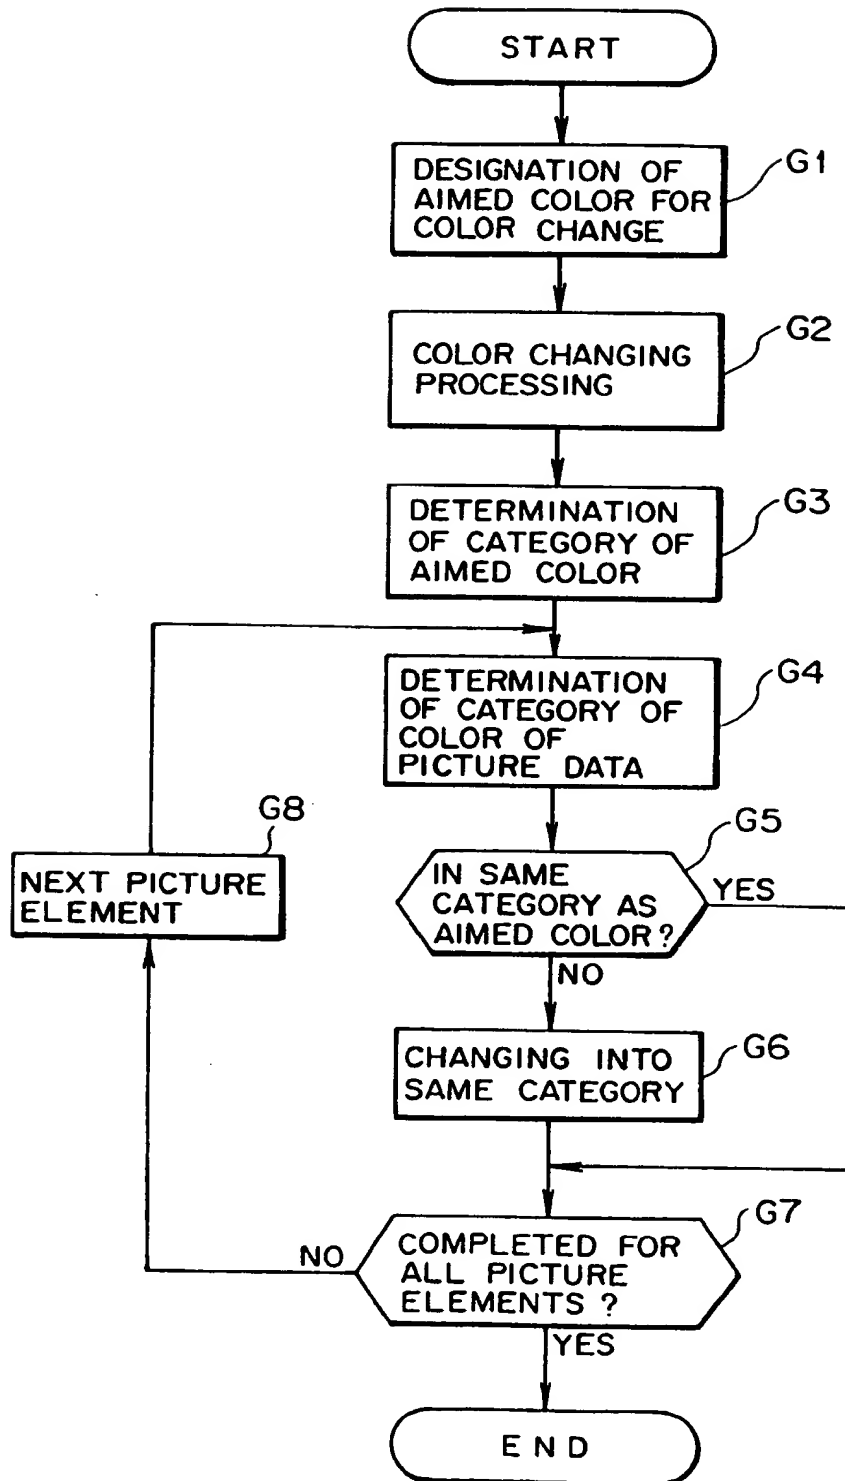 START
DESIGNATION OF
AIMED COLOR FOR
COLOR CHANGE
G1
COLOR CHANGING
PROCESSING
G2
DETERMINATION
OF CATEGORY OF
AIMED COLOR
G3
DETERMINATION
OF CATEGORY OF
COLOR OF
PICTURE DATA
G4
G8
NEXT PICTURE
ELEMENT
G5
IN SAME
CATEGORY AS
AIMED COLOR?
YES
NO
CHANGING INTO
SAME CATEGORY
G6
G7
COMPLETED FOR
ALL PICTURE
ELEMENTS?
NO
YES
END